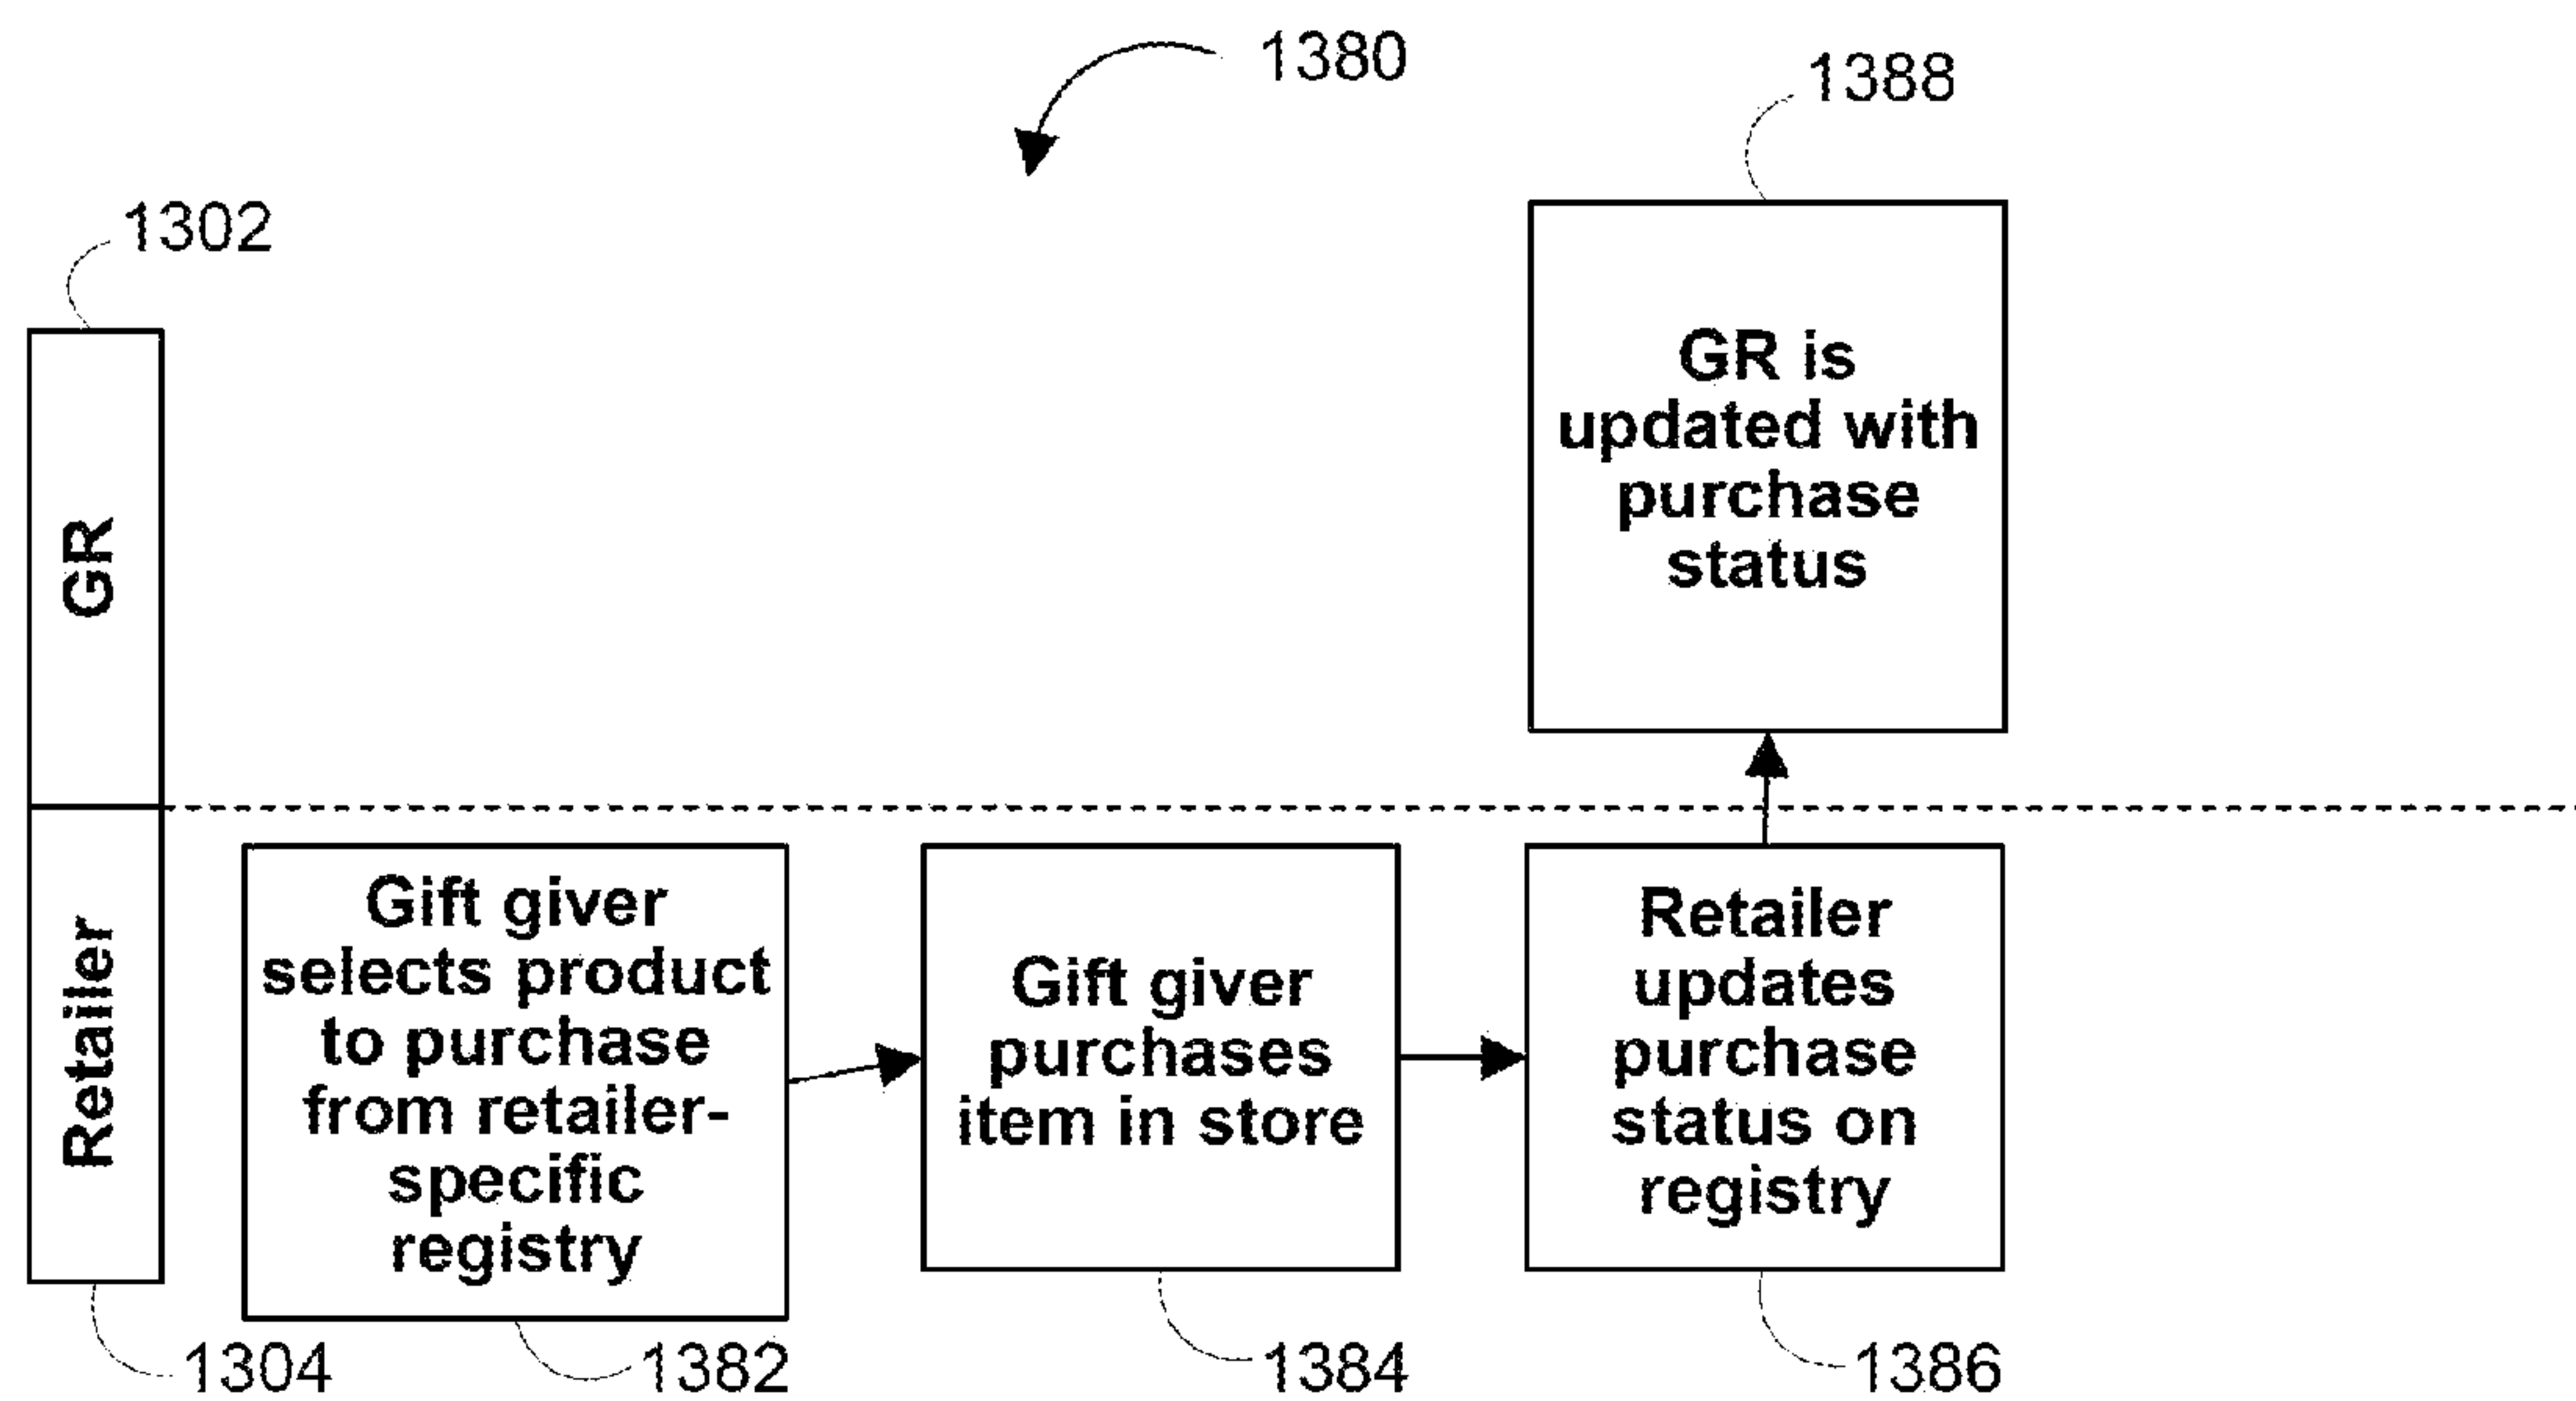 1380
1388
1302
GR
GR is
updated with
purchase
status
Retailer
Gift giver
selects product
to purchase
from retailer-
specific
registry
Gift giver
purchases
item in store
Retailer
updates
purchase
status on
registry
1304
1382
1384
1386